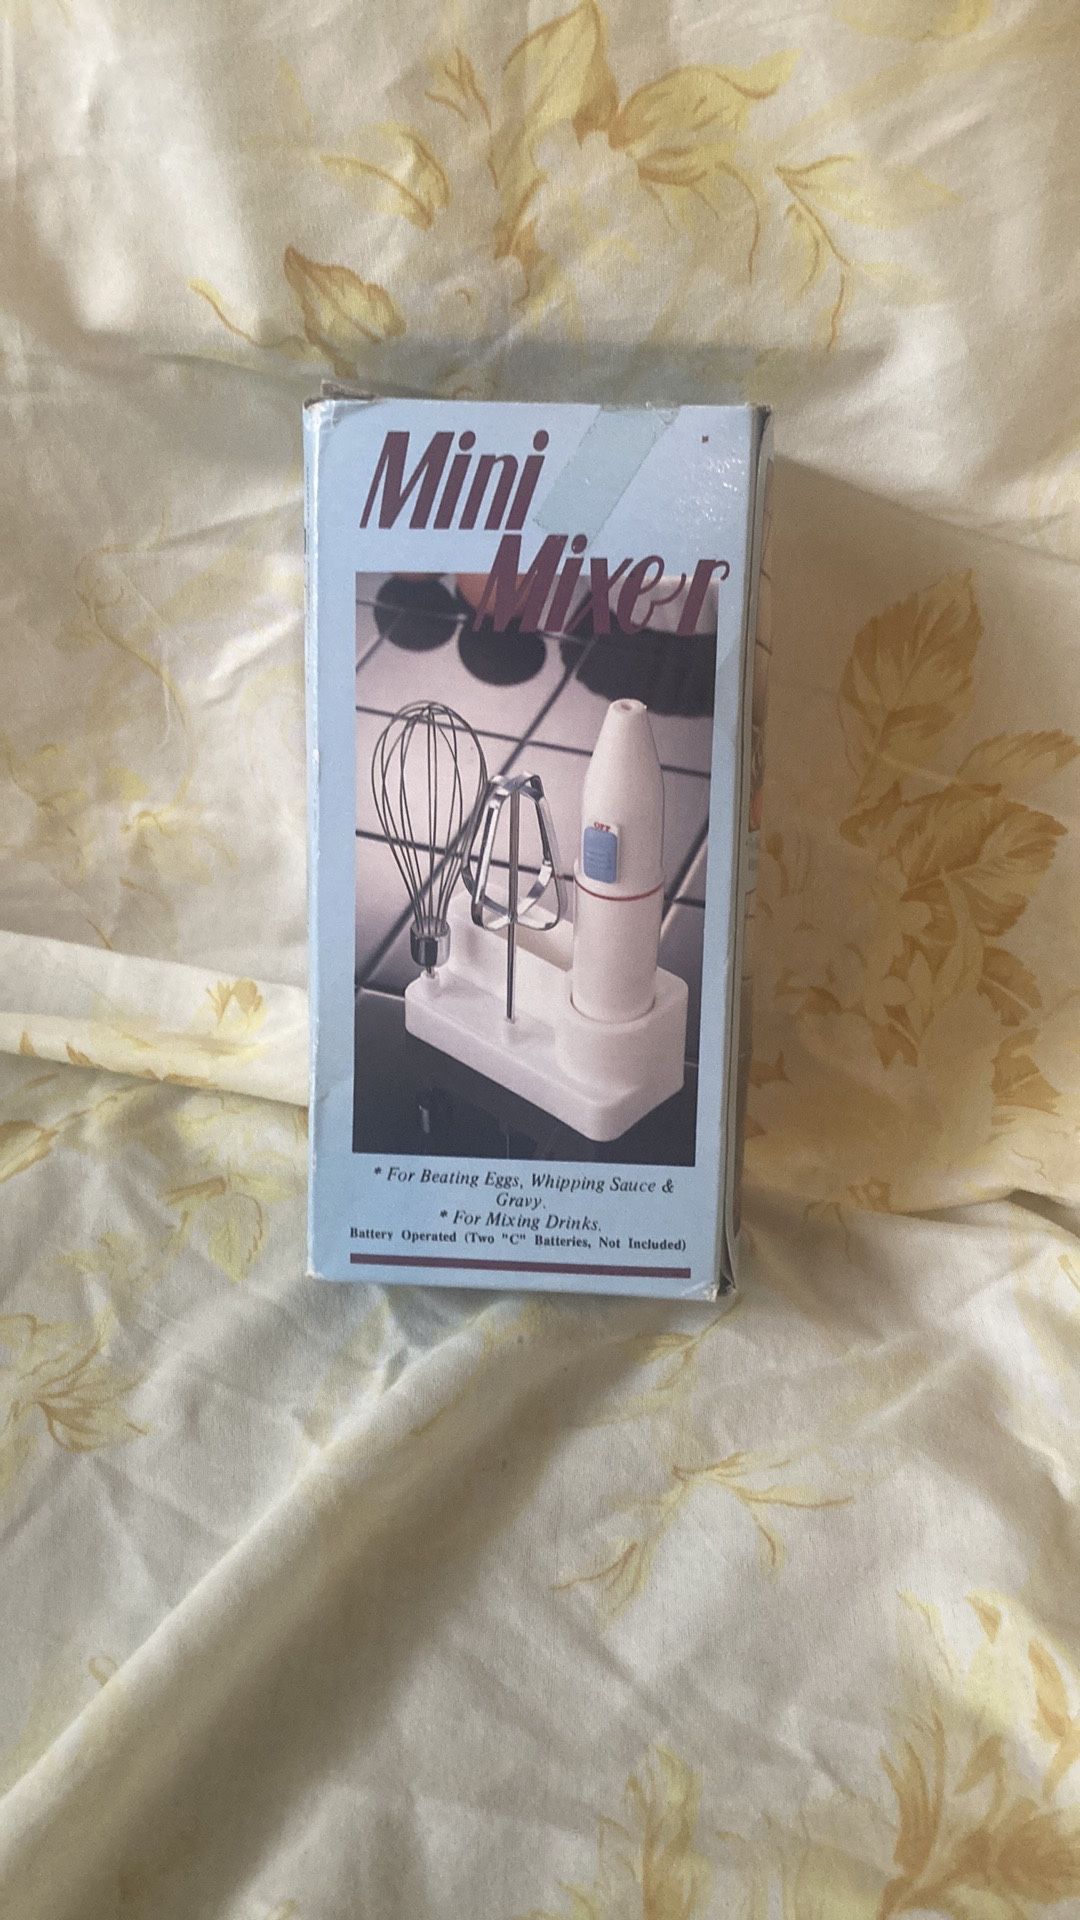 Mini
Mixer
OFF
* For Beating Eggs, Whipping Sauce &
Gravy.
* For Mixing Drinks.
Battery Operated (Two "C" Batteries, Not Included)